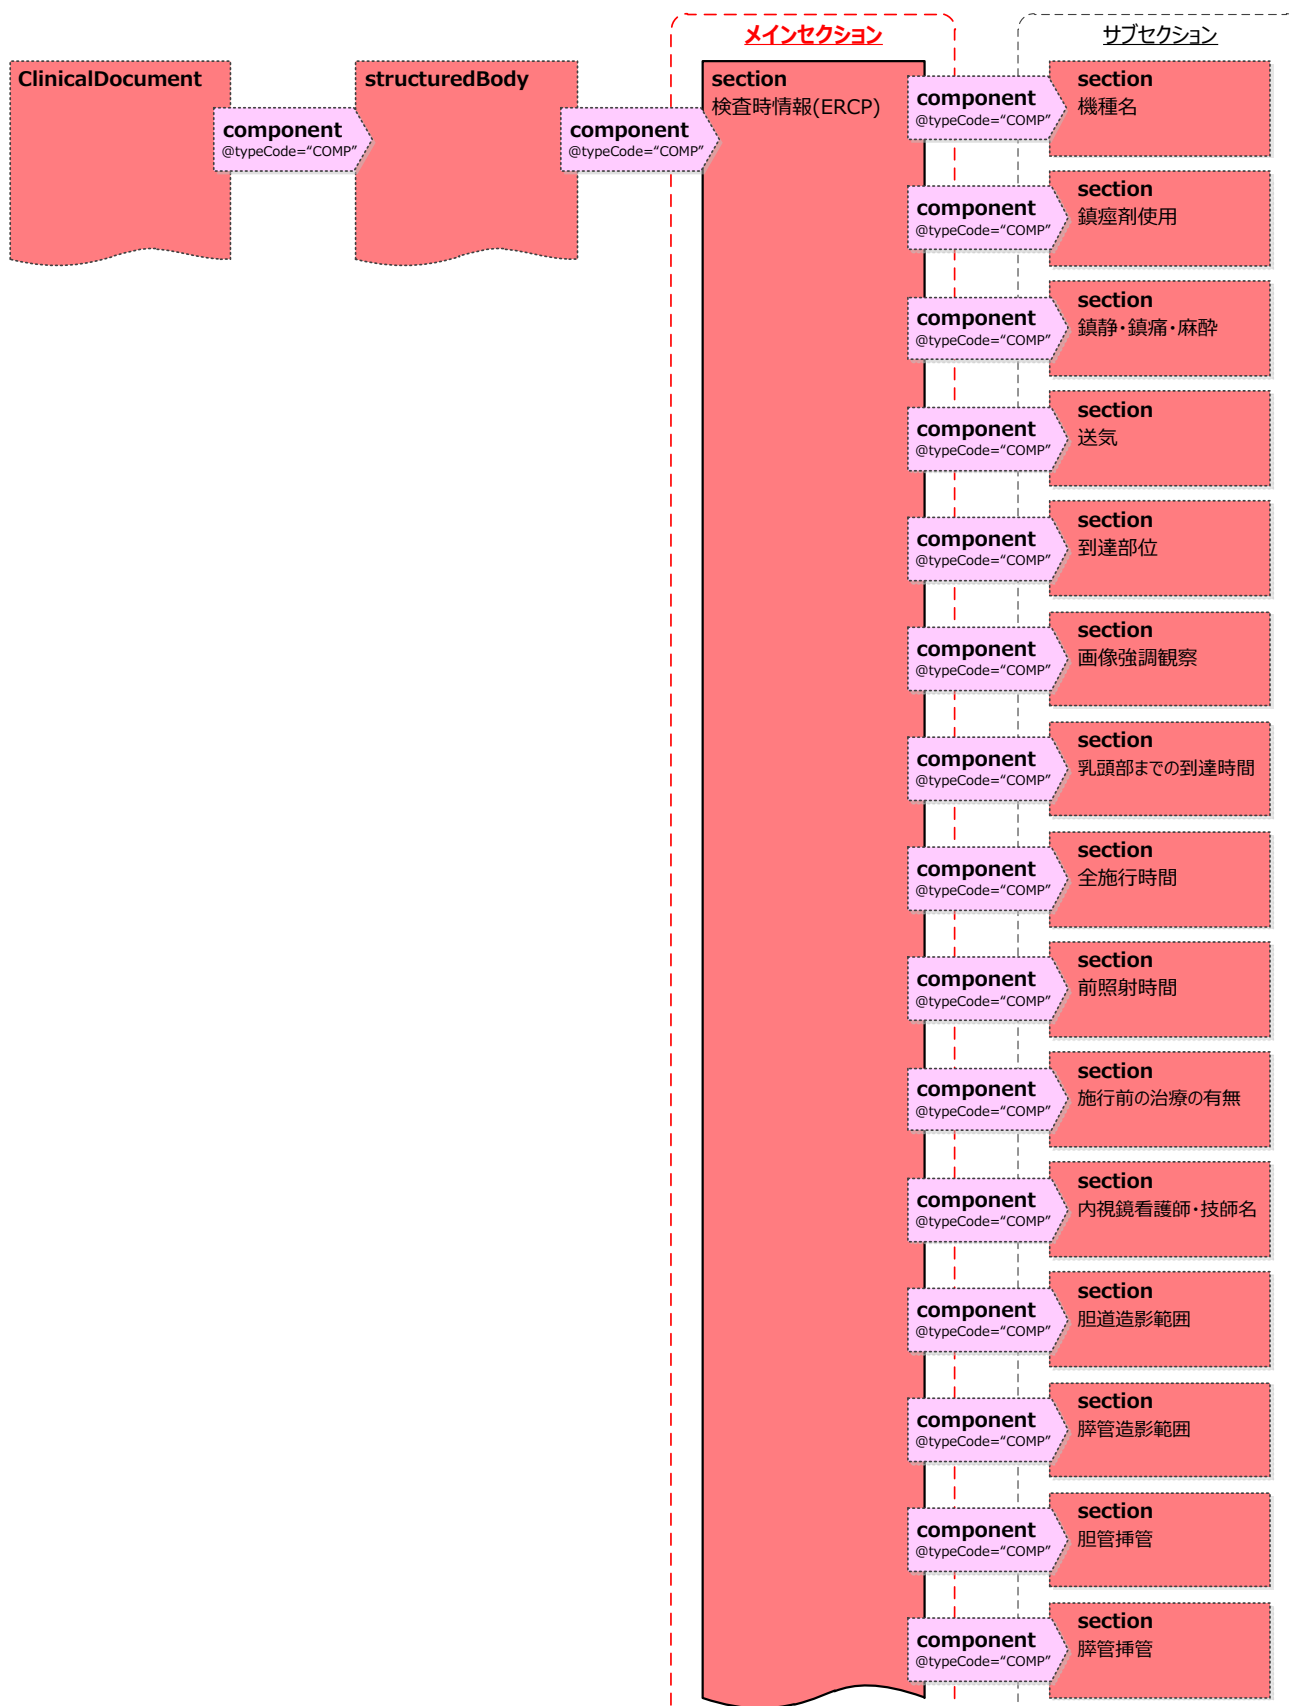 メインセクション
サブセクション
ClinicalDocument
component
@typeCode="COMP"
structuredBody
component
@typeCode="COMP"
section
検査時情報(ERCP)
component
@typeCode="COMP"
section
機種名
component
@typeCode="COMP"
section
鎮痙剤使用
component
@typeCode="COMP"
section
鎮静・鎮痛・麻酔
component
@typeCode="COMP"
section
送気
component
@typeCode="COMP"
section
到達部位
component
@typeCode="COMP"
section
画像強調観察
component
@typeCode="COMP"
section
乳頭部までの到達時間
component
@typeCode="COMP"
section
全施行時間
component
@typeCode="COMP"
section
前照射時間
component
@typeCode="COMP"
section
施行前の治療の有無
component
@typeCode="COMP"
section
内視鏡看護師・技師名
component
@typeCode="COMP"
section
胆道造影範囲
component
@typeCode="COMP"
section
膵管造影範囲
component
@typeCode="COMP"
section
胆管挿管
component
@typeCode="COMP"
section
膵管挿管